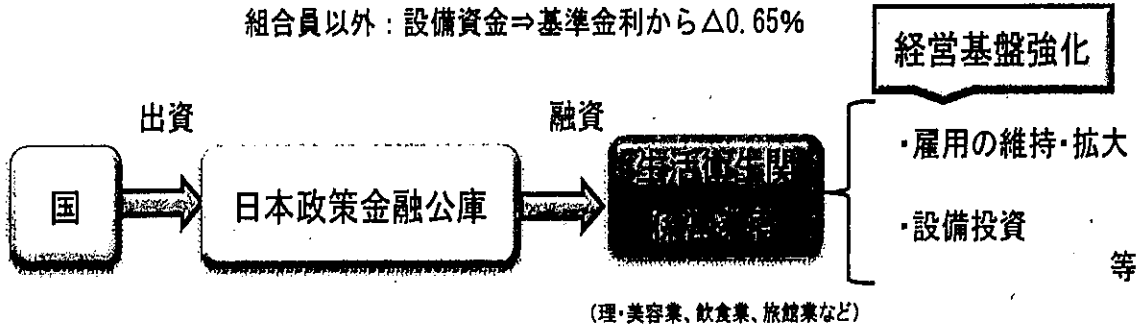 組合員以外：設備資金⇒基準金利から△0.65%
経営基盤強化
出資
融資
国
日本政策金融公庫
生活衛生関
・雇用の維持・拡大
・設備投資
等
（理・美容業、飲食業、旅館業など）